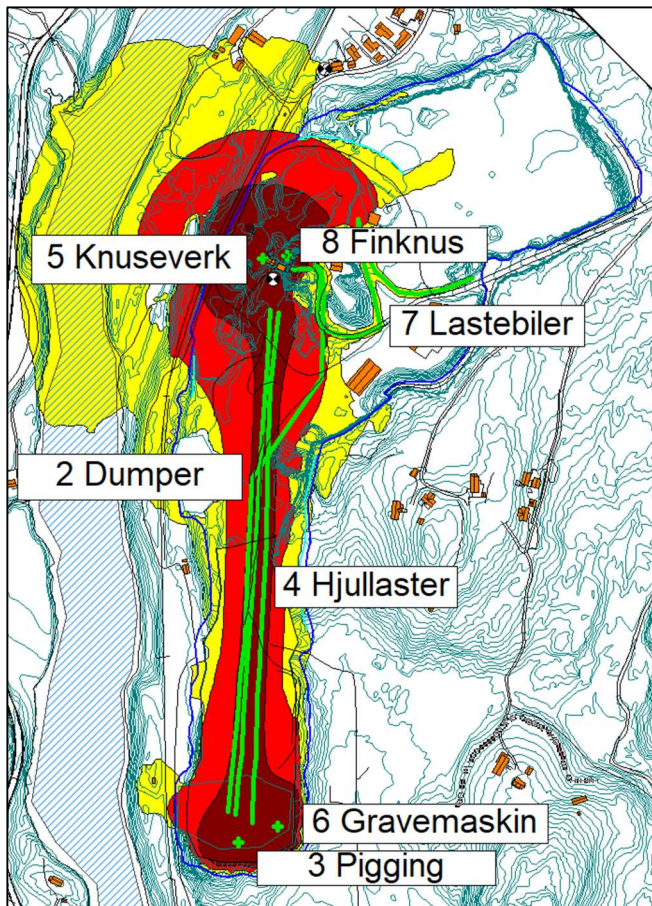 8 Finknus
5 Knuseverk
7 Lastebiler
2 Dumper
4 Hjullaster
6 Gravemaskin
3 Pigging